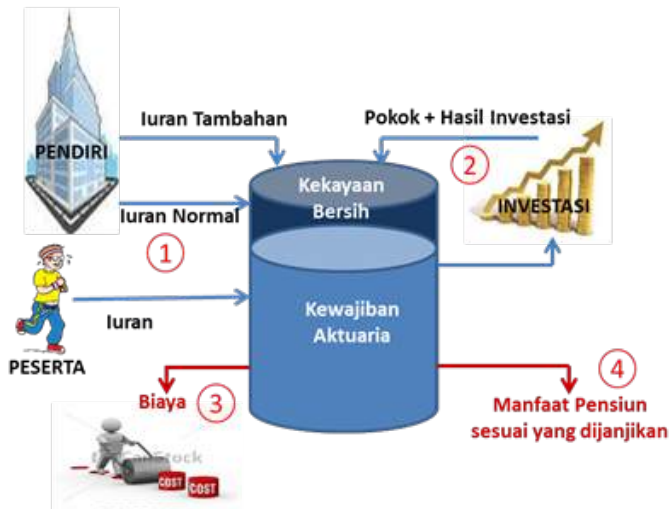 Iuran Tambahan
Pokok + Hasil Investasi
PENDIRI
2
Kekayaan
Bersih
INVESTASI
Iuran Normal
1
Kewajiban
Aktuaria
Iuran
PESERTA
4
Biaya
3
Manfaat Pensiun
sesuai yang dijanjikan
COST
COST